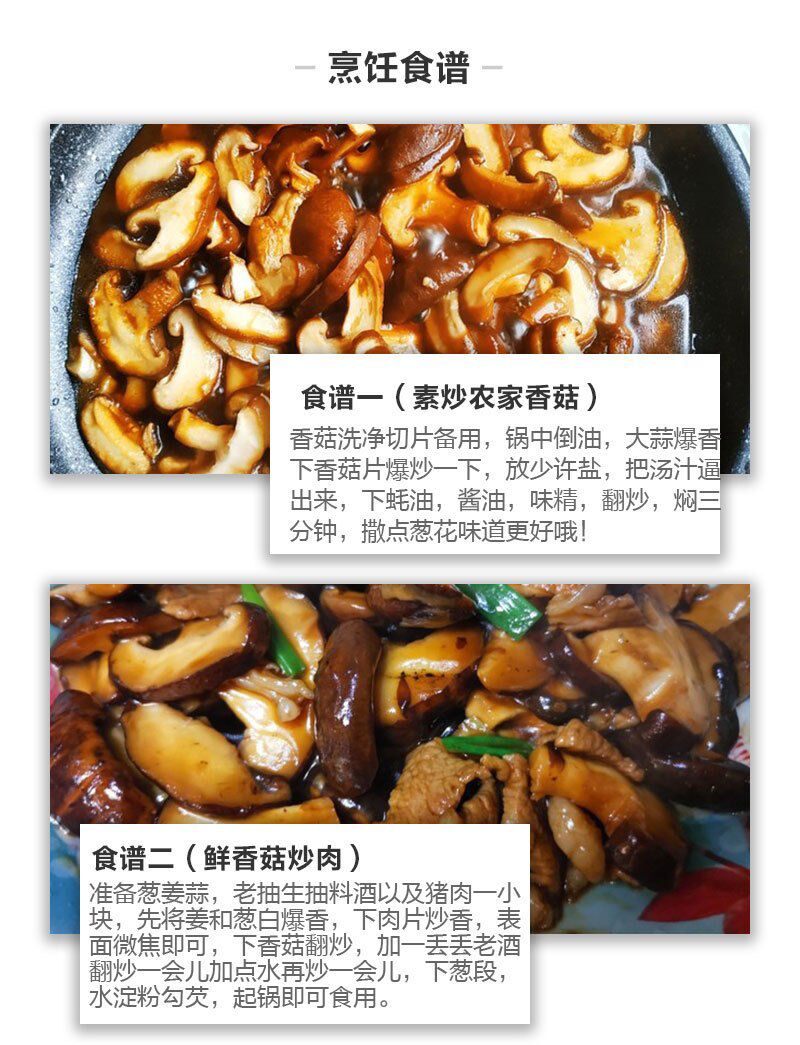 烹饪食谱
食谱一（素炒农家香菇）
香菇洗净切片备用，锅中倒油，大蒜爆香
下香菇片爆炒一下，放少许盐，把汤汁逼
出来，下蚝油，酱油，味精，翻炒，焖三
分钟，撒点葱花味道更好哦！
食谱二（鲜香菇炒肉）
准备葱姜蒜，老抽生抽料酒以及猪肉一小
块，先将姜和葱白爆香，下肉片炒香，表
面微焦即可，下香菇翻炒，加一丢丢老酒
翻炒一会儿加点水再炒一会儿，下葱段，
水淀粉勾芡，起锅即可食用。